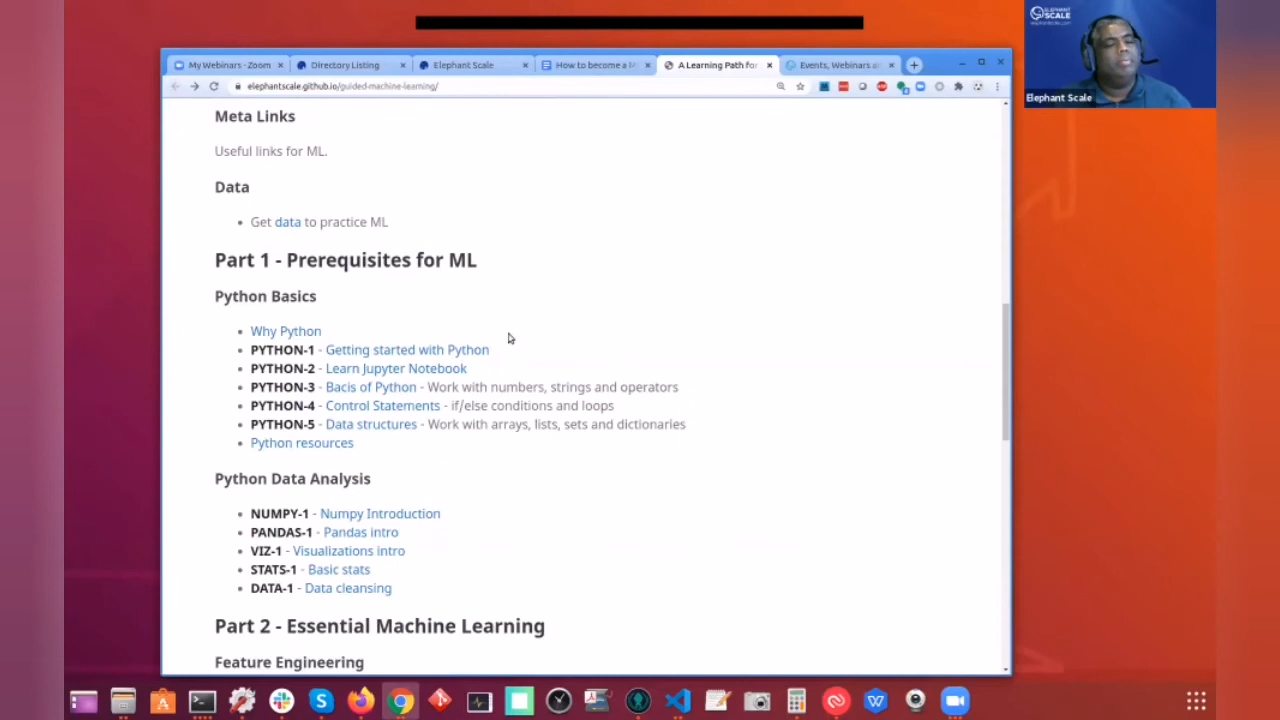 ELEPHANT
SCALE
Elephant Scale
My Webinars - Zoom
Directory Listing
Elephant Scale
How to become a M
A Learning Path for
Events, Webinars a
elephantscale.github.io/guided-machine-learning/
Meta Links
Useful links for ML.
Data
Get data to practice ML
Part 1 - Prerequisites for ML
Python Basics
Why Python
PYTHON-1 - Getting started with Python
PYTHON-2 - Learn Jupyter Notebook
PYTHON-3 - Bacis of Python - Work with numbers, strings and operators
PYTHON-4 - Control Statements - if/else conditions and loops
PYTHON-5 - Data structures - Work with arrays, lists, sets and dictionaries
Python resources
Python Data Analysis
NUMPY-1 - Numpy Introduction
PANDAS-1 - Pandas intro
VIZ-1 - Visualizations intro
STATS-1 - Basic stats
DATA-1 - Data cleansing
Part 2 - Essential Machine Learning
Feature Engineering